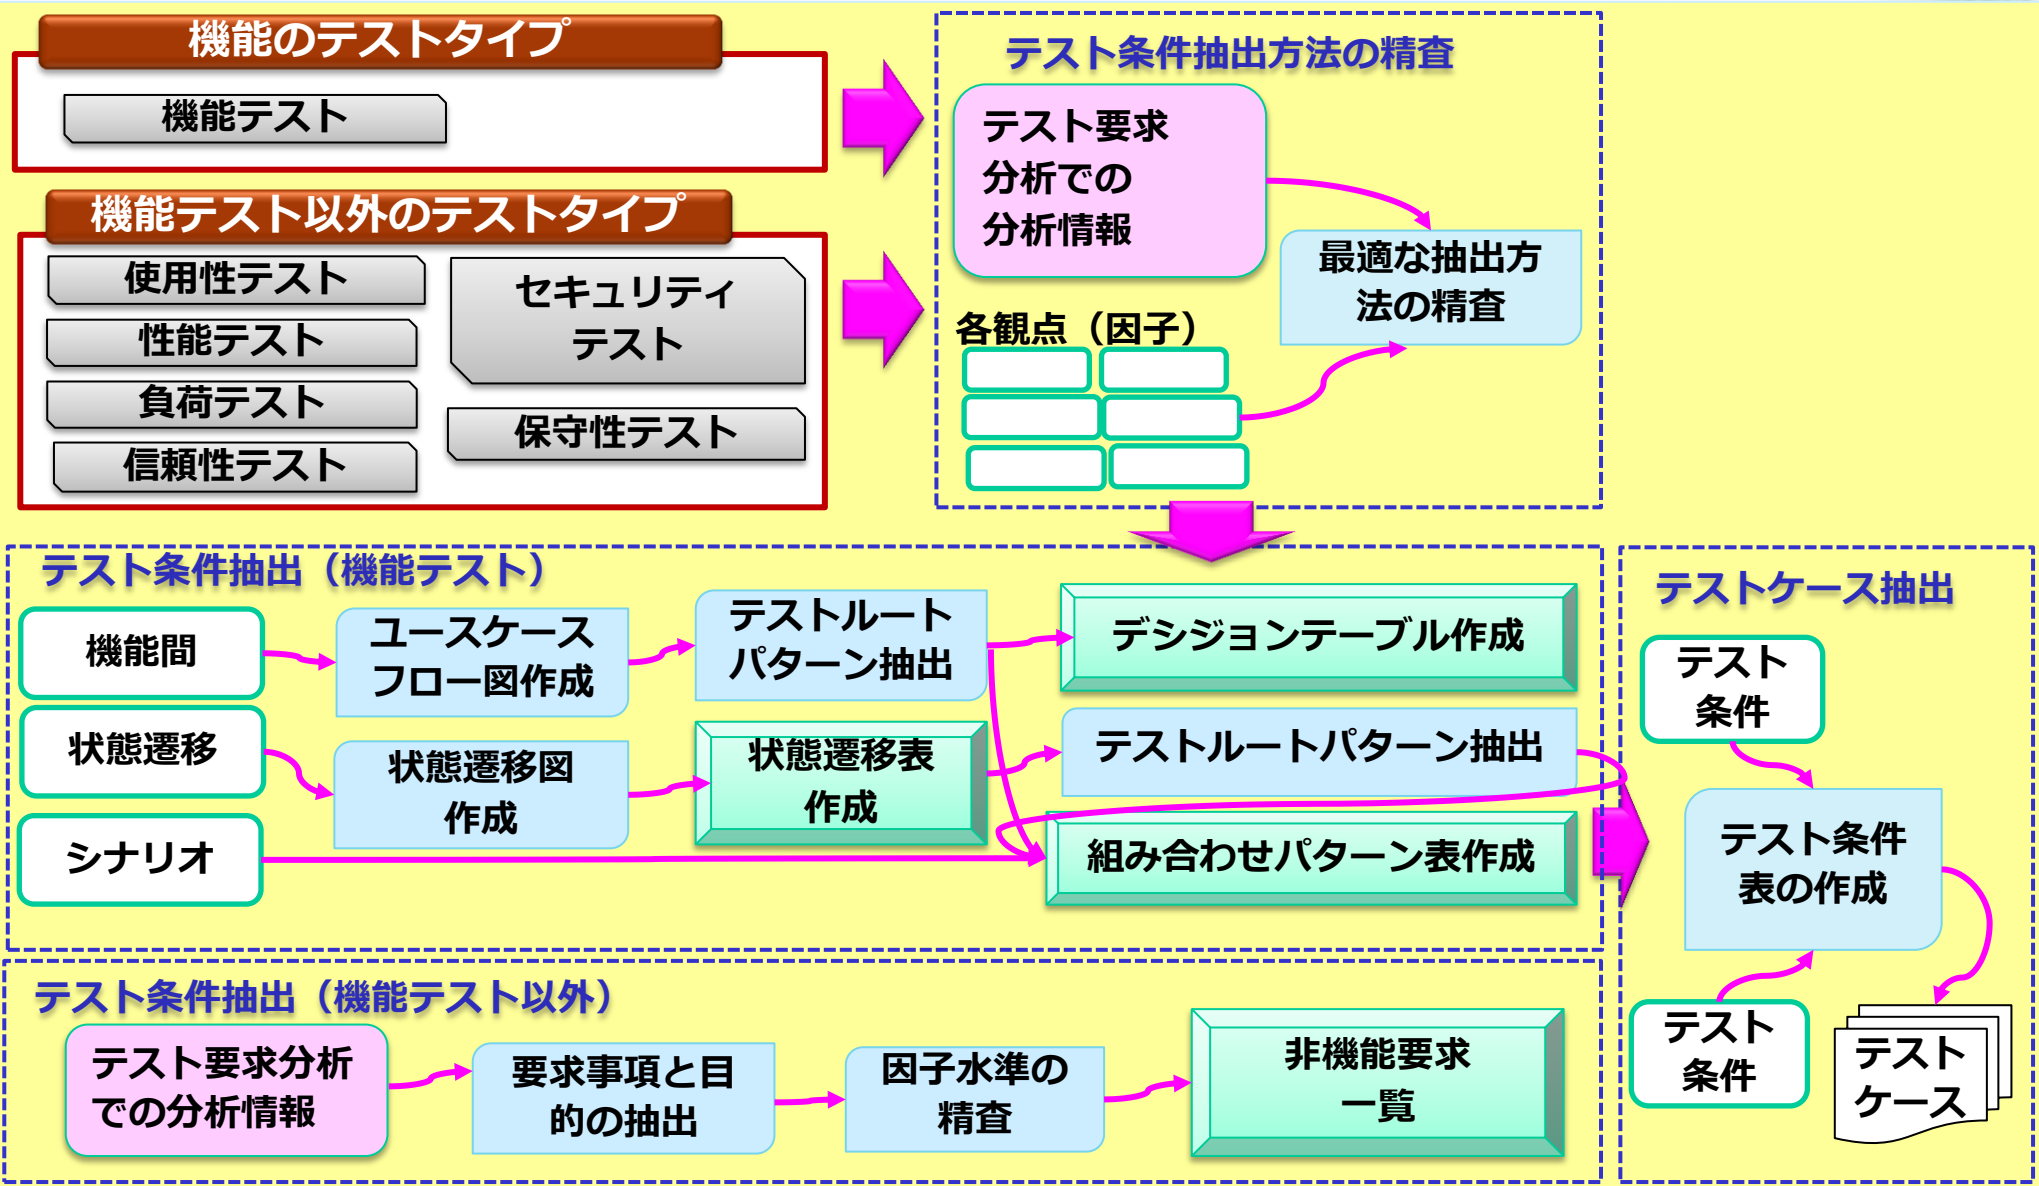 機能のテストタイプ
機能テスト
機能テスト以外のテストタイプ
使用性テスト
性能テスト
負荷テスト
信頼性テスト
セキュリティ
テスト
保守性テスト
テスト条件抽出方法の精査
テスト要求
分析での
分析情報
最適な抽出方
法の精査
各観点（因子）
テスト条件抽出（機能テスト）
機能間
ユースケース
フロー図作成
テストルート
パターン抽出
デシジョンテーブル作成
状態遷移
状態遷移図
作成
状態遷移表
作成
テストルートパターン抽出
シナリオ
組み合わせパターン表作成
テスト条件抽出（機能テスト以外）
テスト要求分析
での分析情報
要求事項と目
的の抽出
因子水準の
精査
非機能要求
一覧
テストケース抽出
テスト
条件
テスト条件
表の作成
テスト
条件
テスト
ケース